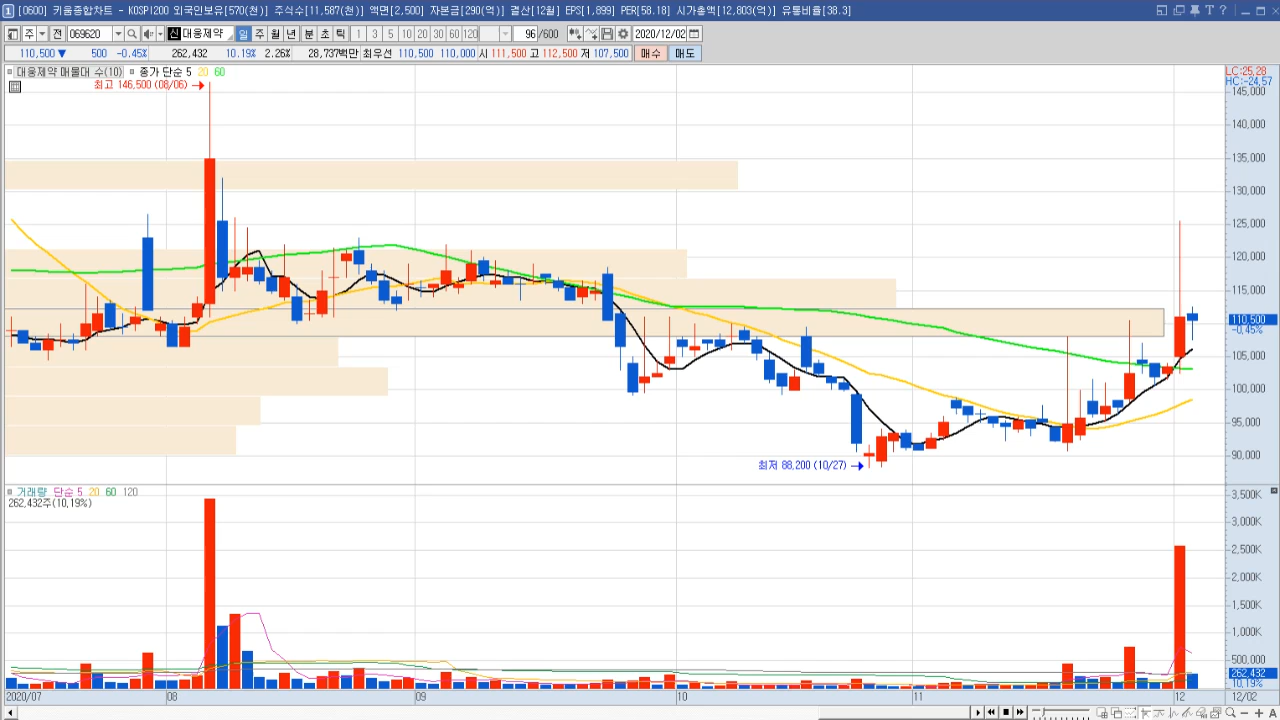 [0600] 키움종합차트 - KOSPI200 외국인보유[570(천)] 주식수[11,587(천)] 액면[2,500] 자본금[290(억)] 결산[12월] EPS[1,899] PER[58.18] 시가총액[12,803(억)] 유통비율[38.3]
주 전 069620 신 대웅제약 일 주 월 년 분 초 틱 1 3 5 10 20 30 60 120 96 /600 2020/12/02
110,500 ▼ 500 -0.45% 262,432 10.19% 2.26% 28,737백만 최우선 110,500 110,000 시 111,500 고 112,500 저 107,500 매수 매도
대웅제약 매물대 수(10) 종가 단순 5 20 60
LC:25.28
HC:-24.57
최고 146,500 (08/06)
145,000
140,000
135,000
130,000
125,000
120,000
115,000
110,500
-0.45%
105,000
100,000
95,000
90,000
최저 88,200 (10/27)
거래량 단순 5 20 60 120
262,432주(10.19%)
3,500K
3,000K
2,500K
2,000K
1,500K
1,000K
500,000
262,432
10.19%
2020/07 08 09 10 11 12 12/02